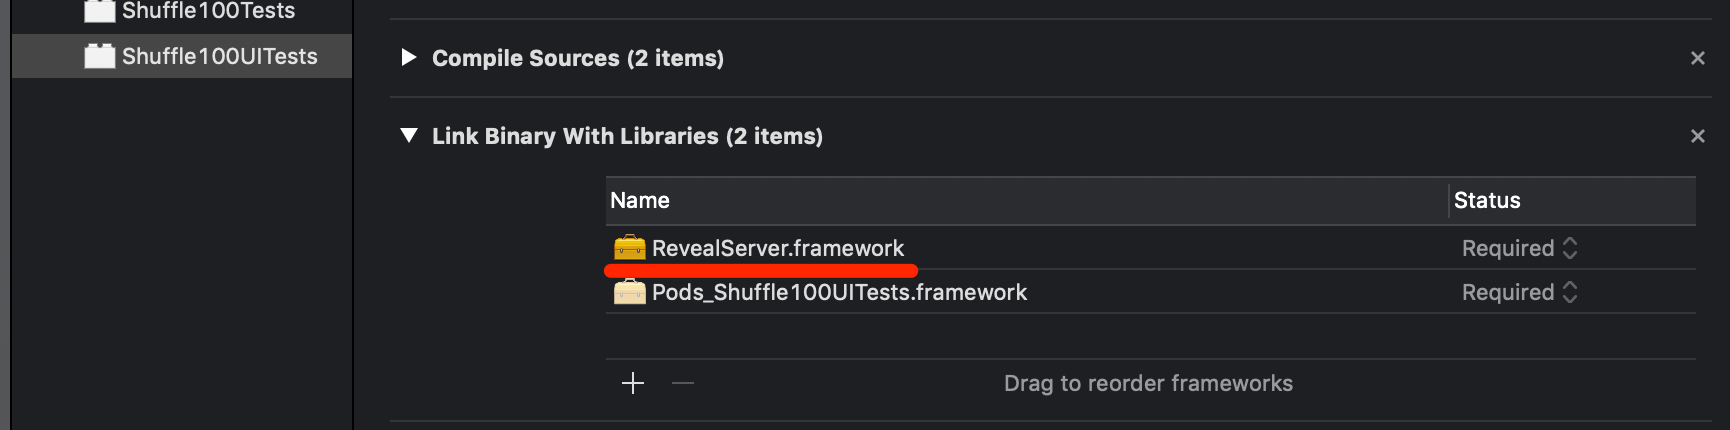 Shuffle100Tests
Shuffle100UITests
Compile Sources (2 items)
Link Binary With Libraries (2 items)
Name Status
RevealServer.framework Required
Pods_Shuffle100UITests.framework Required
Drag to reorder frameworks